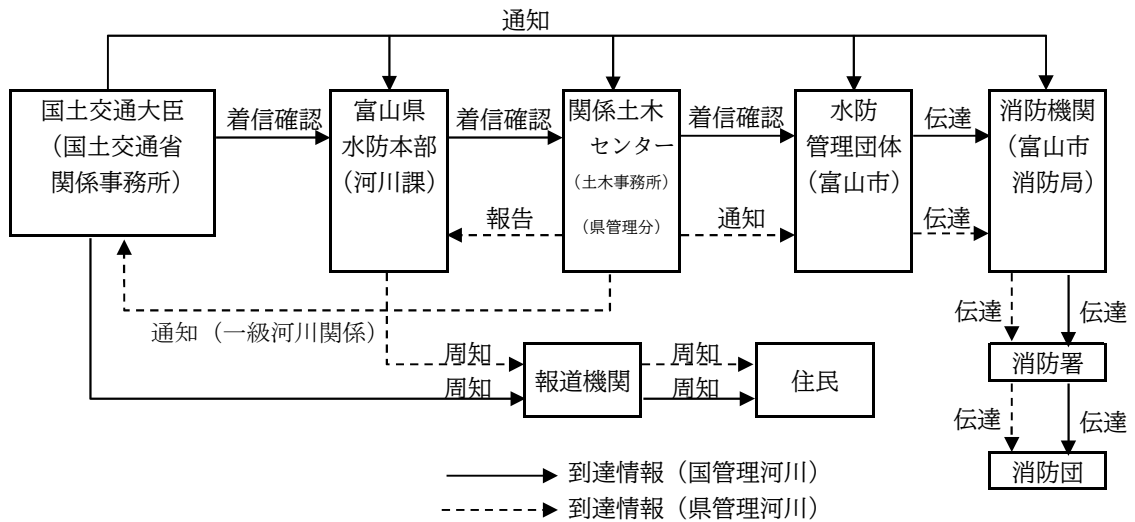 通知
国土交通大臣
（国土交通省
関係事務所）
着信確認
富山県
水防本部
（河川課）
着信確認
関係土木
センター
（土木事務所）
（県管理分）
着信確認
水防
管理団体
（富山市）
伝達
消防機関
（富山市
消防局）
報告
通知
伝達
通知（一級河川関係）
伝達
伝達
周知
周知
報道機関
周知
周知
住民
消防署
伝達
伝達
消防団
到達情報（国管理河川）
到達情報（県管理河川）